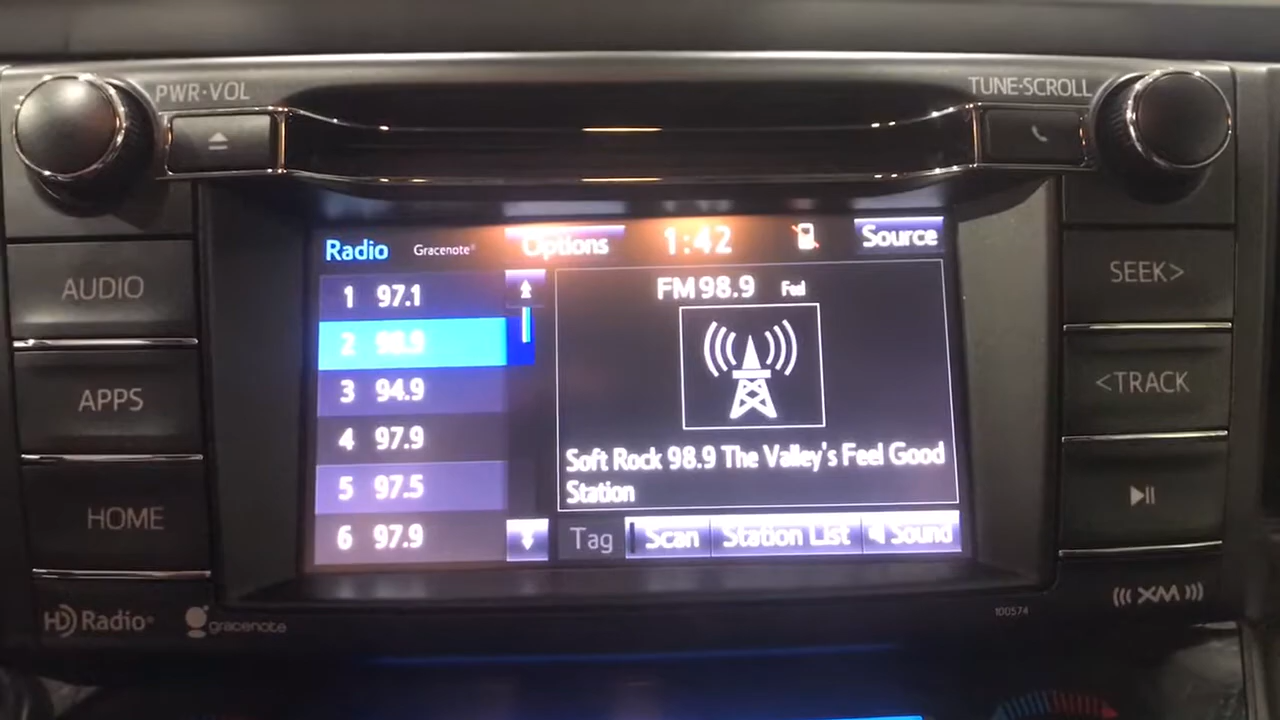 PWR·VOL
TUNE·SCROLL
Radio Gracenote® Options 1:42 Source
1 97.1
2 98.9
3 94.9
4 97.9
5 97.5
6 97.9
FM 98.9 Feel
Soft Rock 98.9 The Valley's Feel Good
Station
Tag Scan Station List Sound
AUDIO
APPS
HOME
SEEK>
<TRACK
HD Radio®
gracenote
100574
((( XM )))